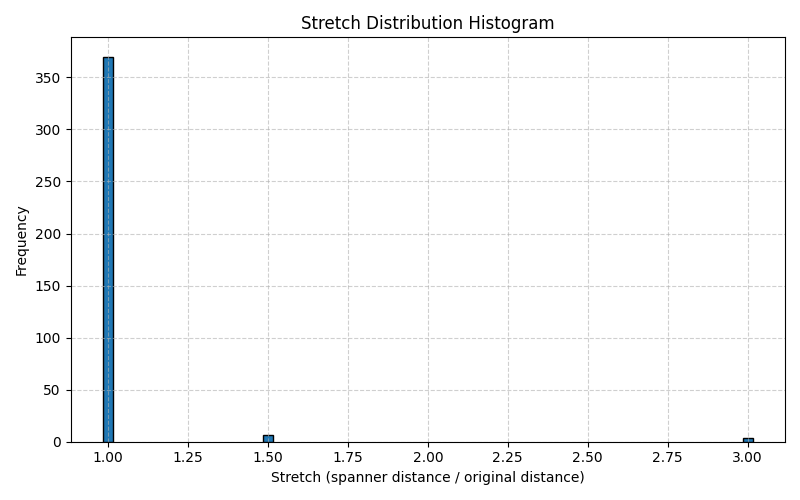 Stretch Distribution Histogram
Frequency
350
300
250
200
150
100
50
0
1.00 1.25 1.50 1.75 2.00 2.25 2.50 2.75 3.00
Stretch (spanner distance / original distance)